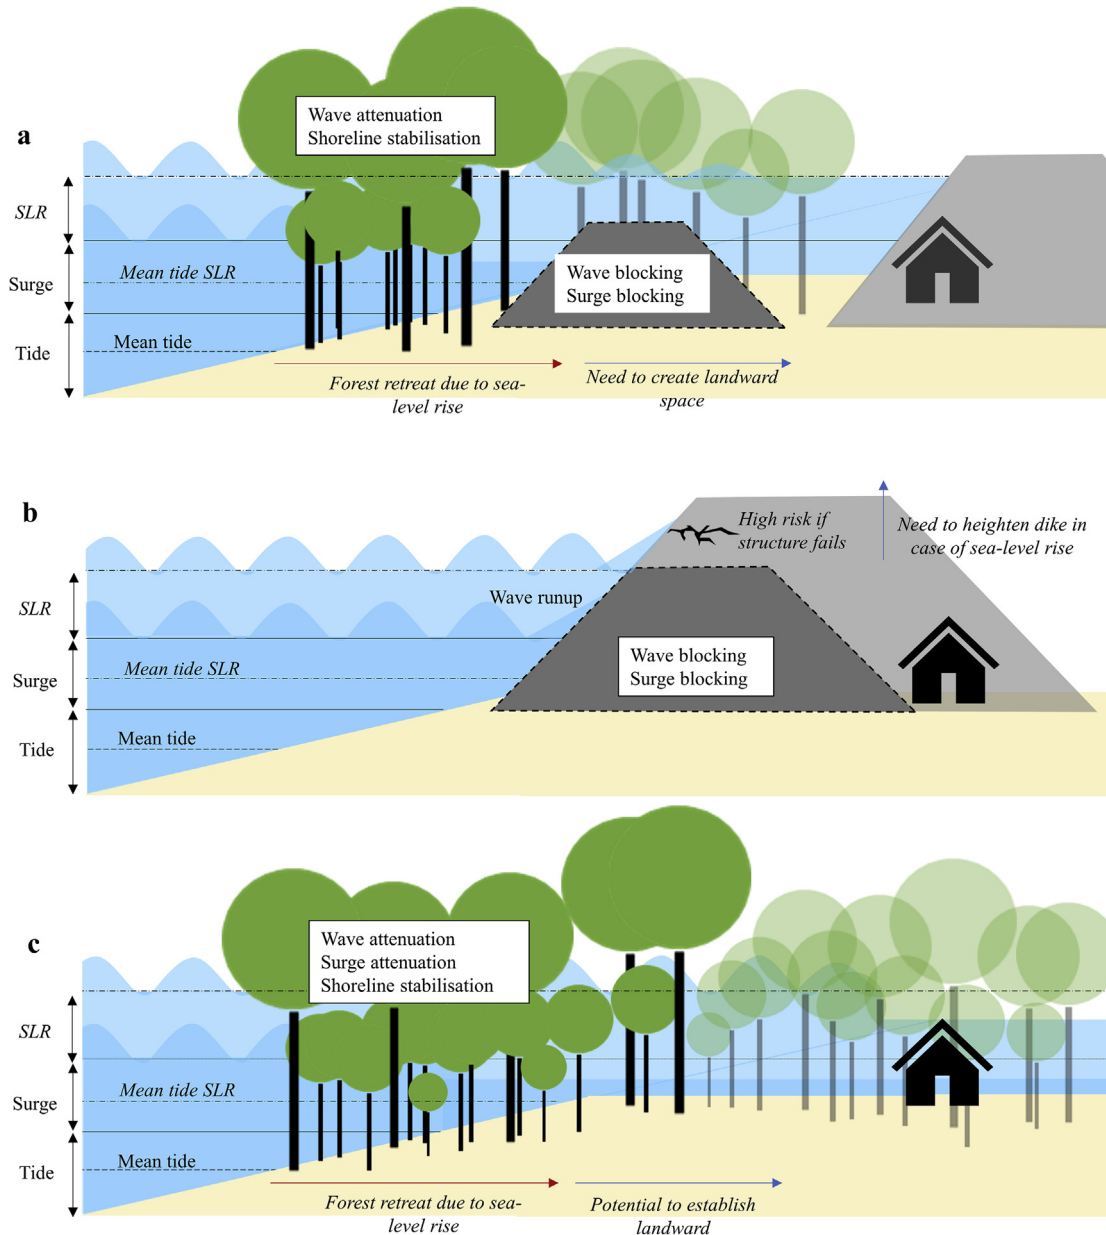 Wave attenuation
Shoreline stabilisation
a
SLR
Mean tide SLR
Surge
Wave blocking
Surge blocking
Mean tide
Tide
Forest retreat due to sea-
level rise
Need to create landward
space
b
High risk if
structure fails
Need to heighten dike in
case of sea-level rise
Wave runup
SLR
Mean tide SLR
Surge
Wave blocking
Surge blocking
Mean tide
Tide
c
Wave attenuation
Surge attenuation
Shoreline stabilisation
SLR
Mean tide SLR
Surge
Mean tide
Tide
Forest retreat due to sea-
level rise
Potential to establish
landward